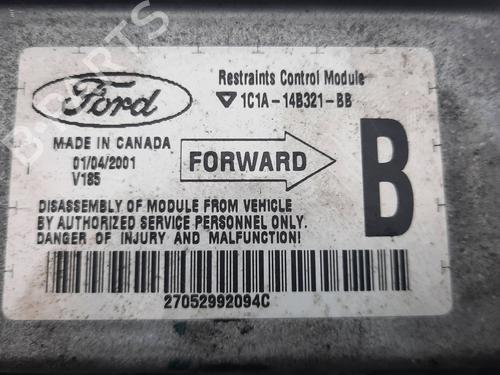 Ford
Restraints Control Module
1C1A-14B321-BB
MADE IN CANADA
01/04/2001
V185
FORWARD
B
DISASSEMBLY OF MODULE FROM VEHICLE
BY AUTHORIZED SERVICE PERSONNEL ONLY.
DANGER OF INJURY AND MALFUNCTION!
27052992094C
B-PARTS